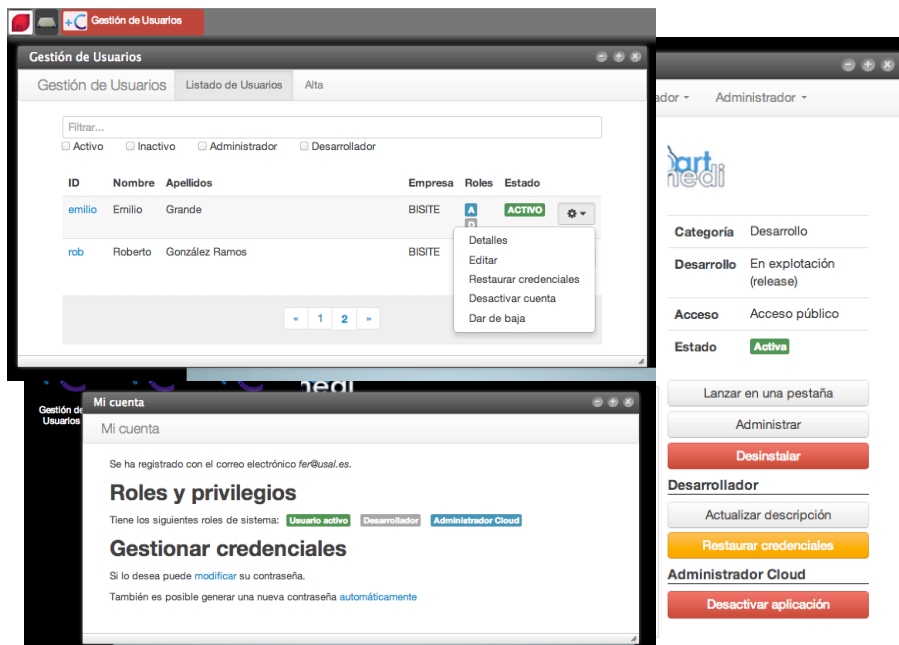 Gestión de Usuarios
Gestión de Usuarios
Gestión de Usuarios Listado de Usuarios Alta
Filtrar...
Activo Inactivo Administrador Desarrollador
ID Nombre Apellidos Empresa Roles Estado
emilio Emilio Grande BISITE A ACTIVO
D
rob Roberto González Ramos BISITE
Detalles
Editar
Restaurar credenciales
Desactivar cuenta
Dar de baja
« 1 2 »
ador Administrador
art
medi
Categoría Desarrollo
Desarrollo En explotación
(release)
Acceso Acceso público
Estado Activa
Lanzar en una pestaña
Administrar
Desinstalar
Desarrollador
Actualizar descripción
Restaurar credenciales
Administrador Cloud
Desactivar aplicación
Gestión de
Usuarios
Mi cuenta
Mi cuenta
Se ha registrado con el correo electrónico fer@usal.es.
Roles y privilegios
Tiene los siguientes roles de sistema: Usuario activo Desarrollador Administrador Cloud
Gestionar credenciales
Si lo desea puede modificar su contraseña.
También es posible generar una nueva contraseña automáticamente